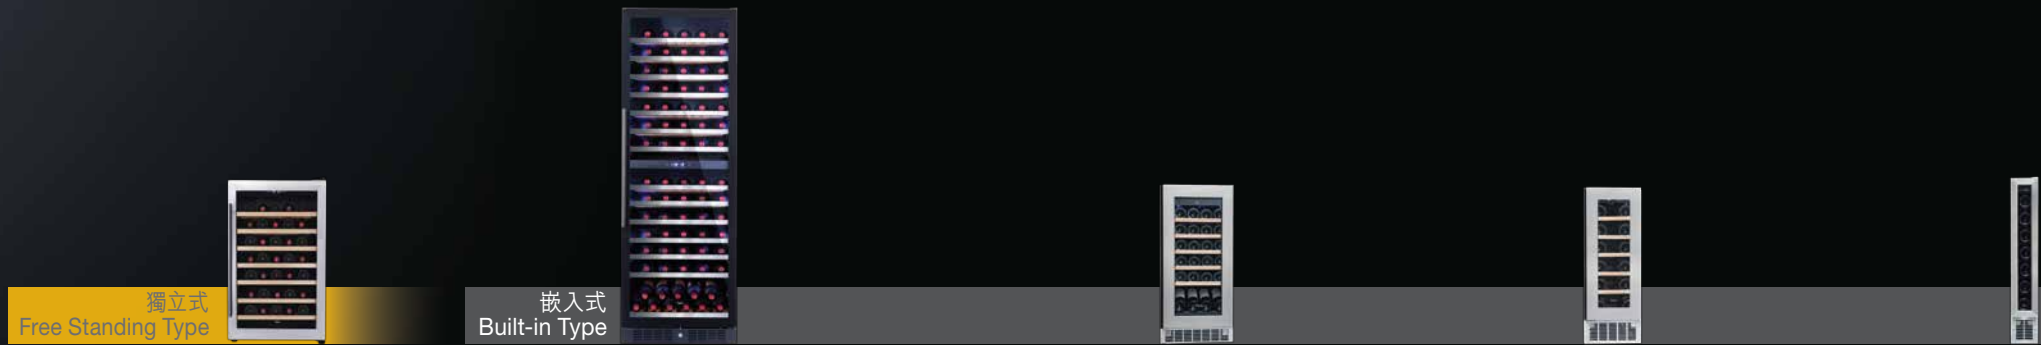 獨立式
Free Standing Type
嵌入式
Built-in Type